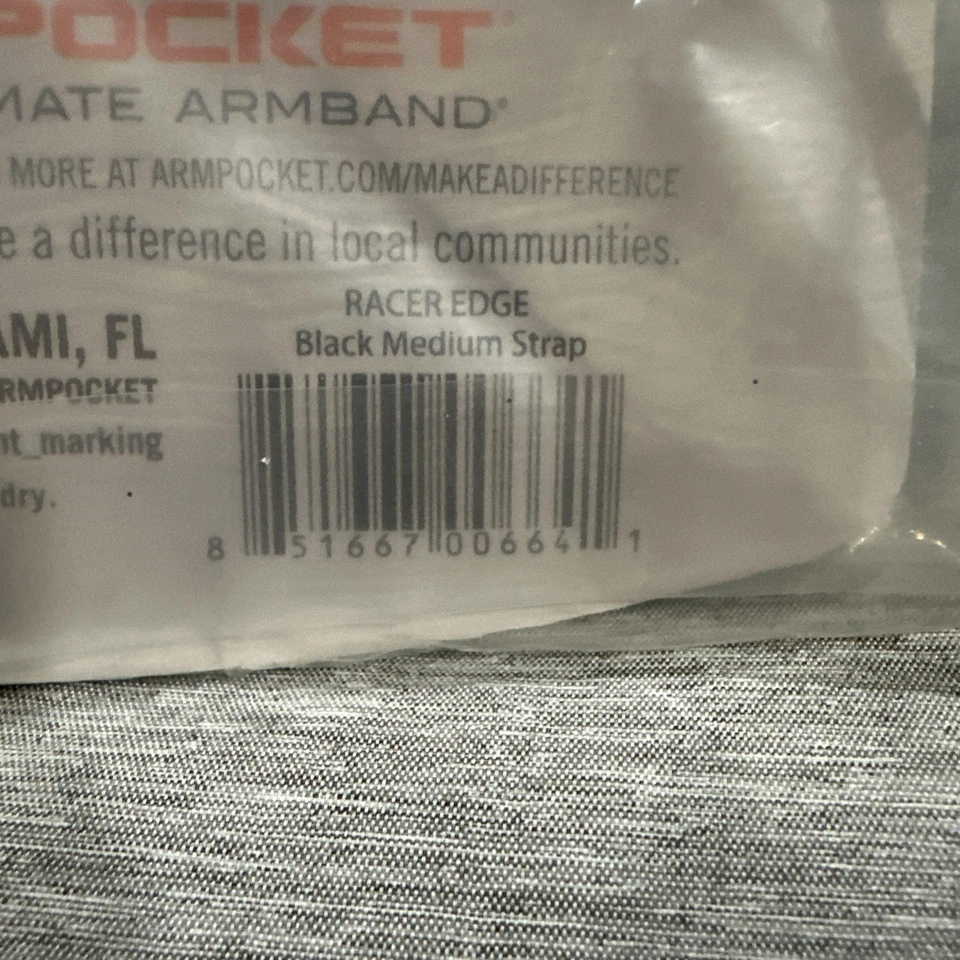 POCKET
MATE ARMBAND®
MORE AT ARMPOCKET.COM/MAKEADIFFERENCE
e a difference in local communities.
RACER EDGE
Black Medium Strap
AMI, FL
RMPOCKET
nt_marking
dry.
8 51667 00664 1